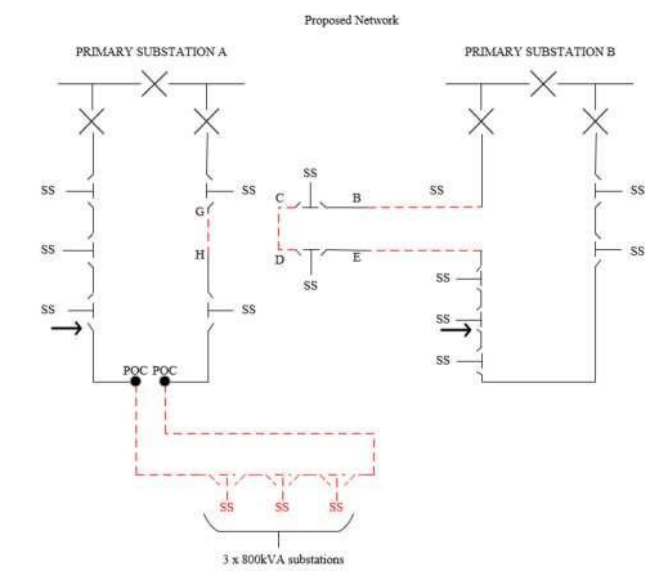 Proposed Network
PRIMARY SUBSTATION A
PRIMARY SUBSTATION B
SS
SS
SS
SS
G
H
SS
SS
C
B
D
E
SS
SS
SS
SS
SS
SS
SS
POC POC
SS SS SS
3 x 800kVA substations